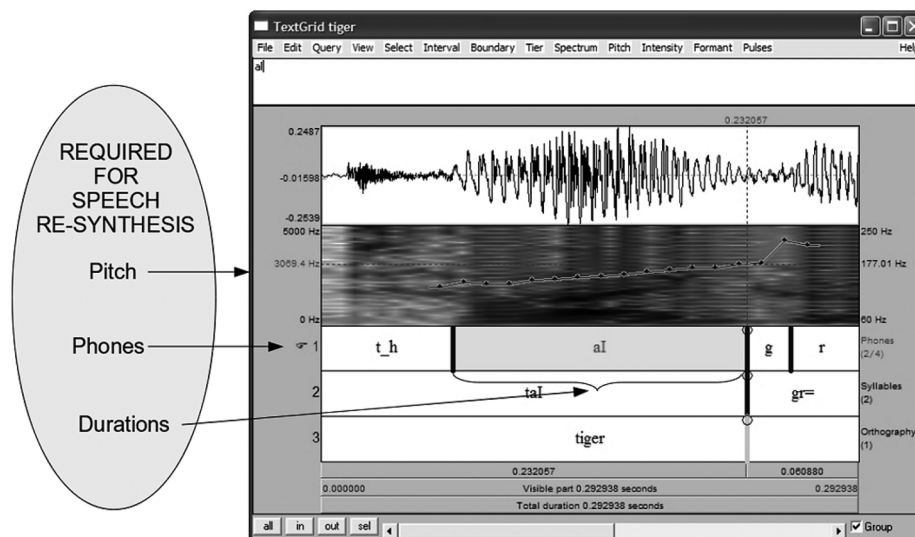 TextGrid tiger
File Edit Query View Select Interval Boundary Tier Spectrum Pitch Intensity Formant Pulses Help
aI
REQUIRED
FOR
SPEECH
RE-SYNTHESIS
Pitch
Phones
Durations
0.232057
0.2487
-0.01598
-0.2539
5000 Hz 250 Hz
3069.4 Hz 177.01 Hz
0 Hz 60 Hz
1 t_h aI g r Phones
(2/4)
2 taI gr= Syllables
(2)
3 tiger Orthography
(1)
0.232057 0.060880
0.000000 Visible part 0.292938 seconds 0.292938
Total duration 0.292938 seconds
all in out sel Group